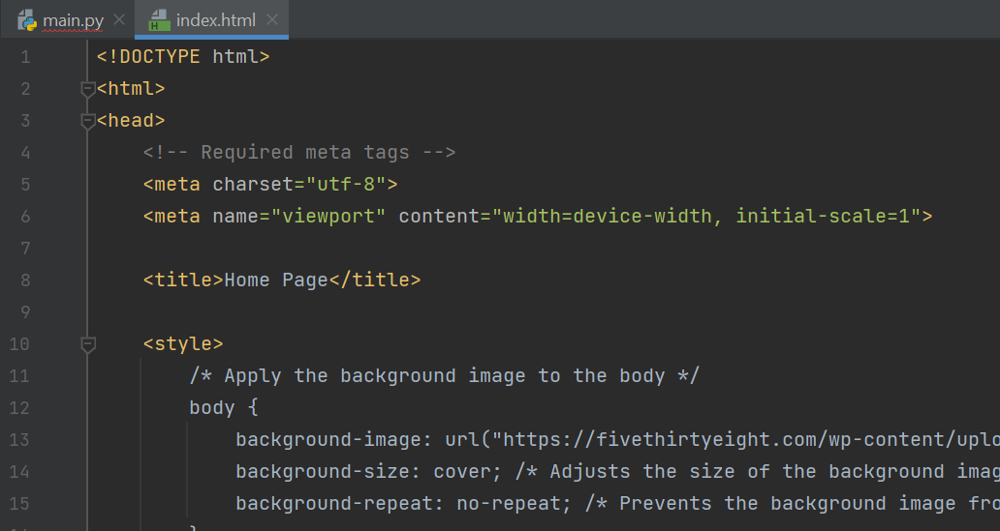 main.py index.html
1 <!DOCTYPE html>
2 <html>
3 <head>
4 <!-- Required meta tags -->
5 <meta charset="utf-8">
6 <meta name="viewport" content="width=device-width, initial-scale=1">
7
8 <title>Home Page</title>
9
10 <style>
11 /* Apply the background image to the body */
12 body {
13 background-image: url("https://fivethirtyeight.com/wp-content/uplo
14 background-size: cover; /* Adjusts the size of the background imag
15 background-repeat: no-repeat; /* Prevents the background image fro